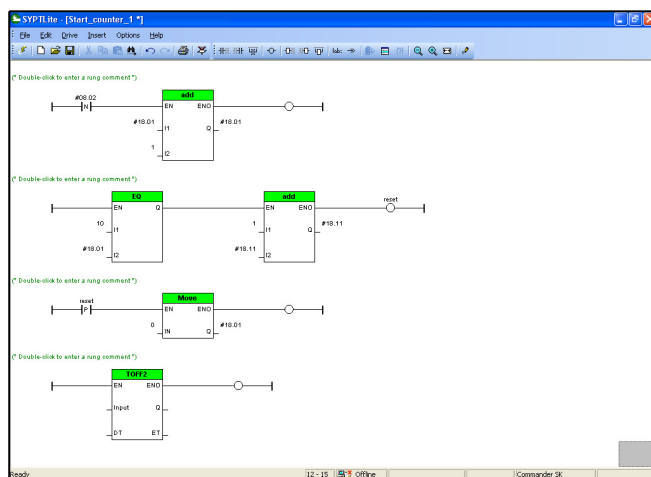 SYPTLite - [Start_counter_1 *]
File Edit Drive Insert Options Help
(* Double-click to enter a rung comment *)
#08.02
N
add
EN ENO
#18.01 I1 Q #18.01
1 I2
(* Double-click to enter a rung comment *)
EQ
EN Q
10 I1
#18.01 I2
add
EN ENO
1 I1 Q #18.11
#18.11 I2
reset
(* Double-click to enter a rung comment *)
reset
P
Move
EN ENO
0 IN Q #18.01
(* Double-click to enter a rung comment *)
TOFF2
EN ENO
Input Q
DT ET
Ready 12 - 15 Offline Commander SK